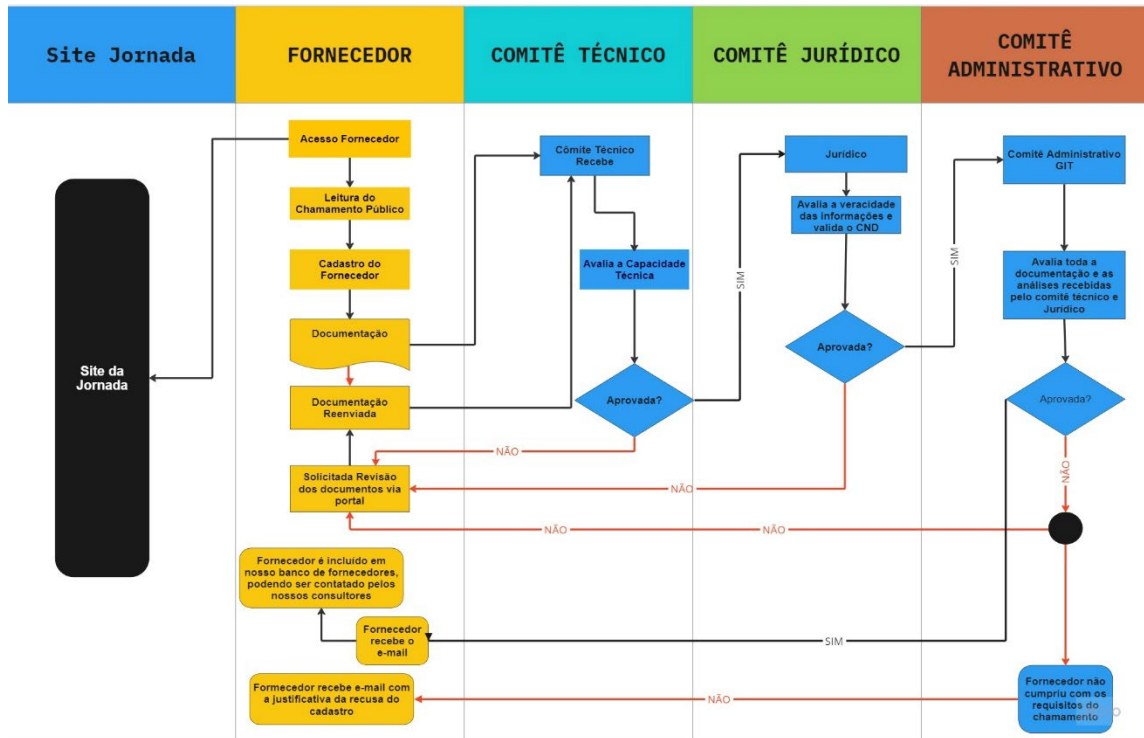 Site Jornada
FORNECEDOR
COMITÊ TÉCNICO
COMITÊ JURÍDICO
COMITÊ
ADMINISTRATIVO
Site da
Jornada
Acesso Fornecedor
Leitura do
Chamamento Público
Cadastro do
Fornecedor
Documentação
Documentação
Reenviada
Solicitada Revisão
dos documentos via
portal
Fornecedor é incluído em
nosso banco de fornecedores,
podendo ser contatado pelos
nossos consultores
Fornecedor
recebe o
e-mail
Formecedor recebe e-mail com
a justificativa da recusa do
cadastro
Cômite Técnico
Recebe
Avalia a Capacidade
Técnica
Aprovada?
NÃO
SIM
Jurídico
Avalia a veracidade
das informações e
valida o CND
Aprovada?
NÃO
SIM
Comitê Administrativo
GIT
Avalia toda a
documentação e as
análises recebidas
pelo comitê técnico e
Jurídico
Aprovada?
NÃO
NÃO
NÃO
SIM
Fornecedor não
cumpriu com os
requisitos do
chamamento
NÃO